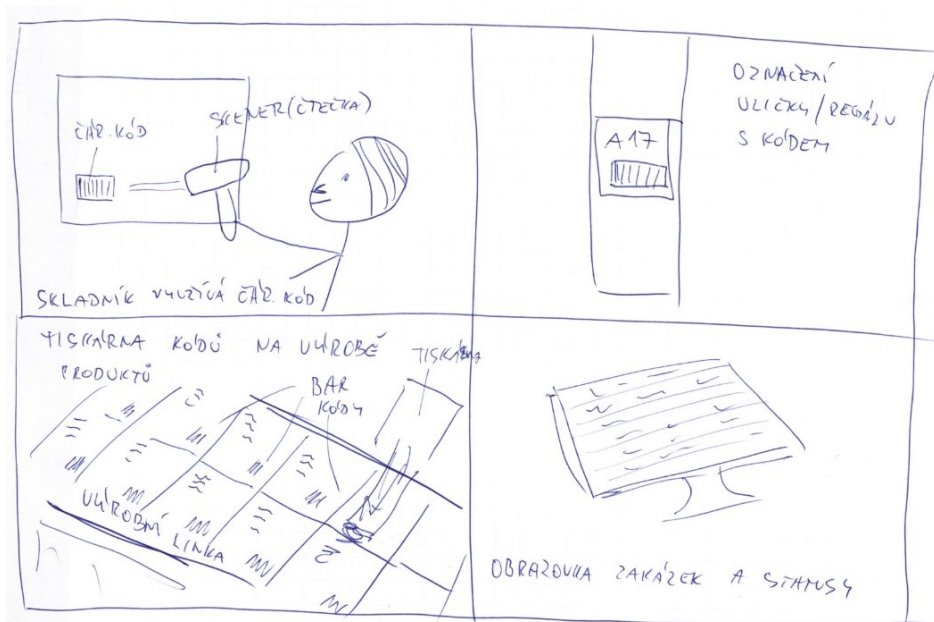 ČÁR. KÓD
SKENER (ČTEČKA)
SKLADNÍK VYUŽÍVÁ ČÁR. KÓD
A17
OZNAČENÍ
ULIČKY/REGÁLU
S KÓDEM
TISKÁRNA KÓDŮ NA VÝROBĚ
PRODUKTŮ
TISKÁRNA
BAR
KÓDY
VÝROBNÍ
LINKA
OBRAZOVKA ZAKÁZEK A STATUSY